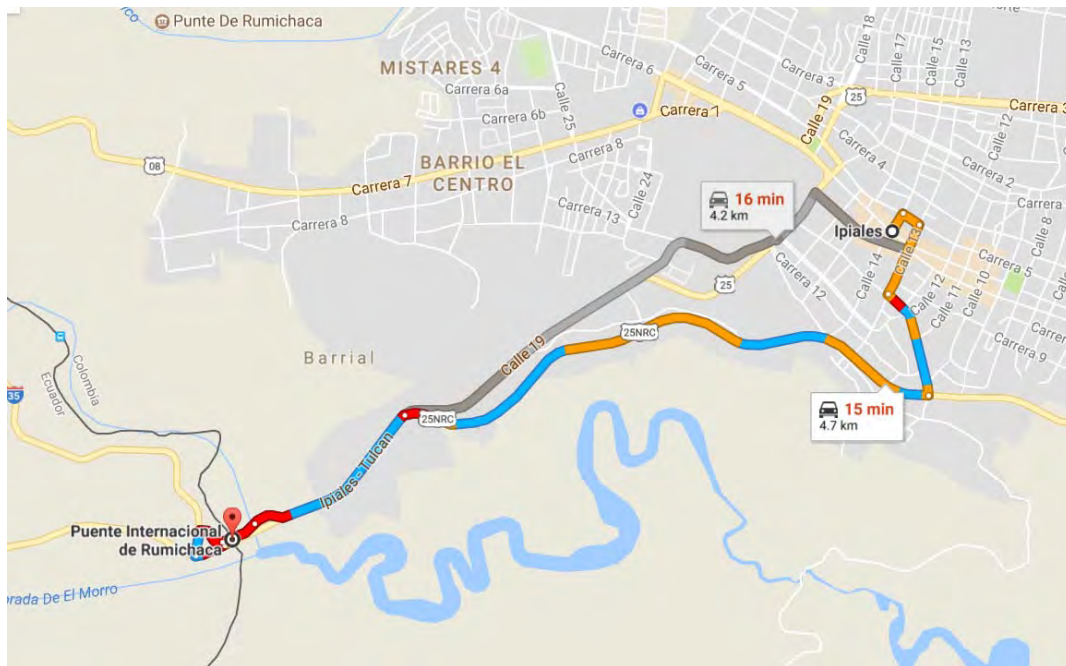 Punte De Rumichaca
MISTARES 4
Carrera 6a
Carrera 6b
Calle 25
Carrera 6
Carrera 5
Carrera 7
Carrera 8
BARRIO EL
CENTRO
Carrera 7
08
Carrera 8
Carrera 13
Calle 24
Calle 18
Calle 17
Calle 15
Calle 13
Carrera 3
25
Calle 19
Carrera 3
Calle 12
Carrera 4
Carrera 2
Calle 8
16 min
4.2 km
Ipiales
Calle 13
Calle 14
Carrera 5
Calle 10
Calle 11
Calle 12
25
Carrera 12
Carrera 9
25NRC
Barrial
Calle 19
Colombia
Ecuador
35
15 min
4.7 km
25NRC
Ipiales - Tulcan
Puente Internacional
de Rumichaca
orada De El Morro